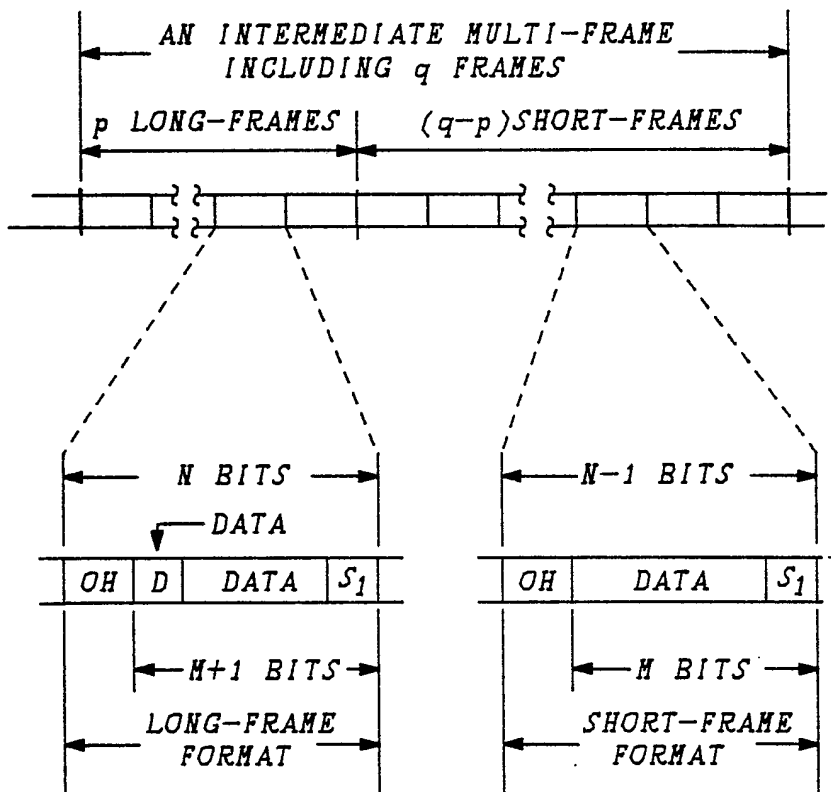 AN INTERMEDIATE MULTI-FRAME
INCLUDING q FRAMES
p LONG-FRAMES
(q-p)SHORT-FRAMES
N BITS
N-1 BITS
DATA
OH D DATA S1
OH DATA S1
M+1 BITS
M BITS
LONG-FRAME
FORMAT
SHORT-FRAME
FORMAT